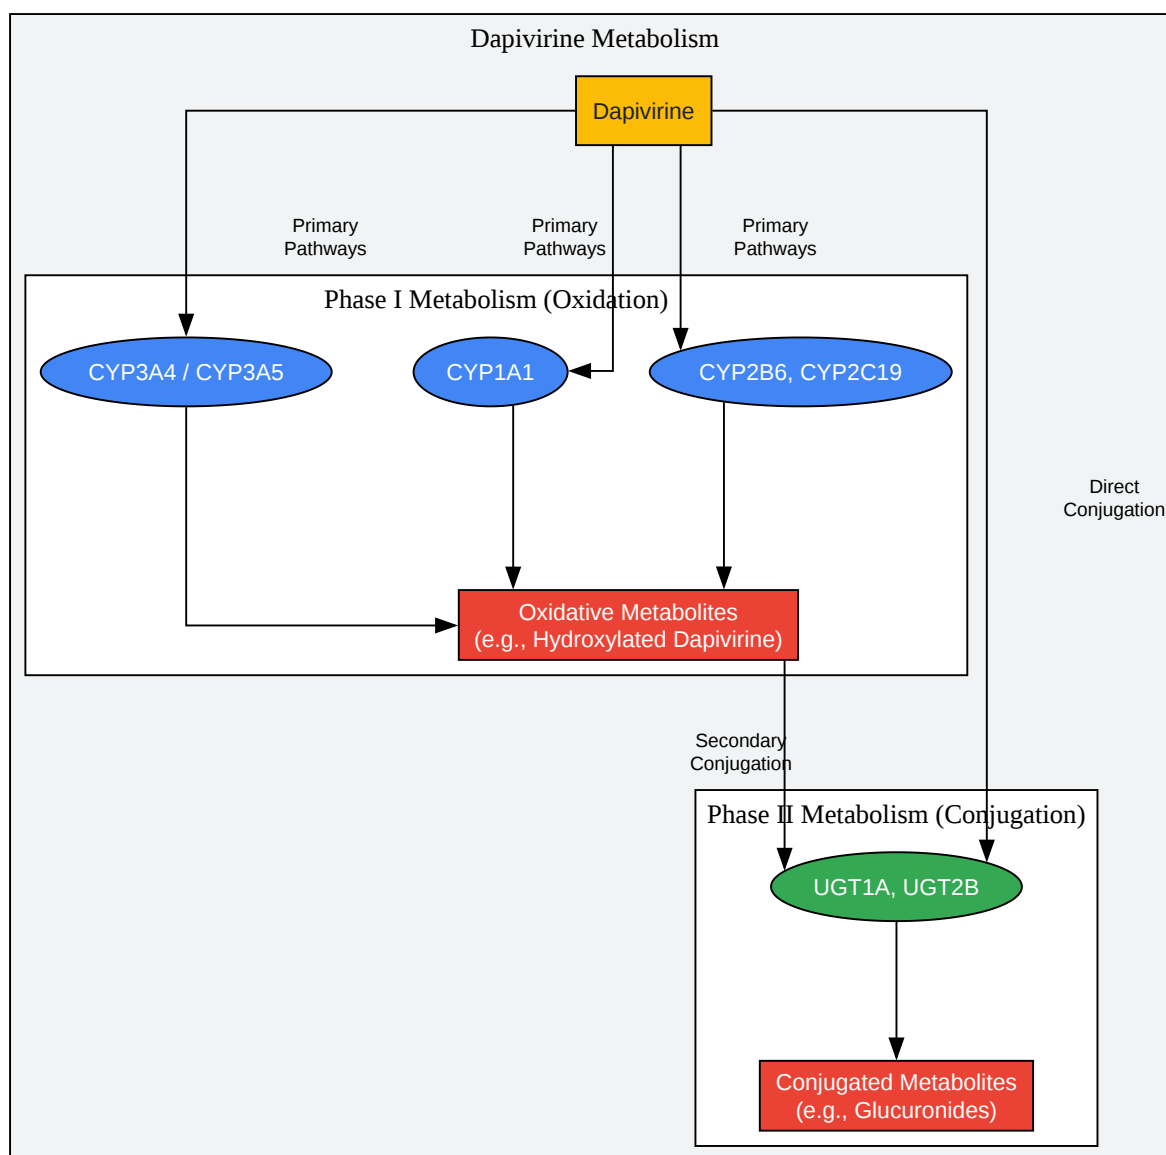 Dapivirine Metabolism
Dapivirine
Primary
Pathways
Primary
Pathways
Primary
Pathways
Phase I Metabolism (Oxidation)
CYP3A4 / CYP3A5
CYP1A1
CYP2B6, CYP2C19
Direct
Conjugation
Oxidative Metabolites
(e.g., Hydroxylated Dapivirine)
Secondary
Conjugation
Phase II Metabolism (Conjugation)
UGT1A, UGT2B
Conjugated Metabolites
(e.g., Glucuronides)